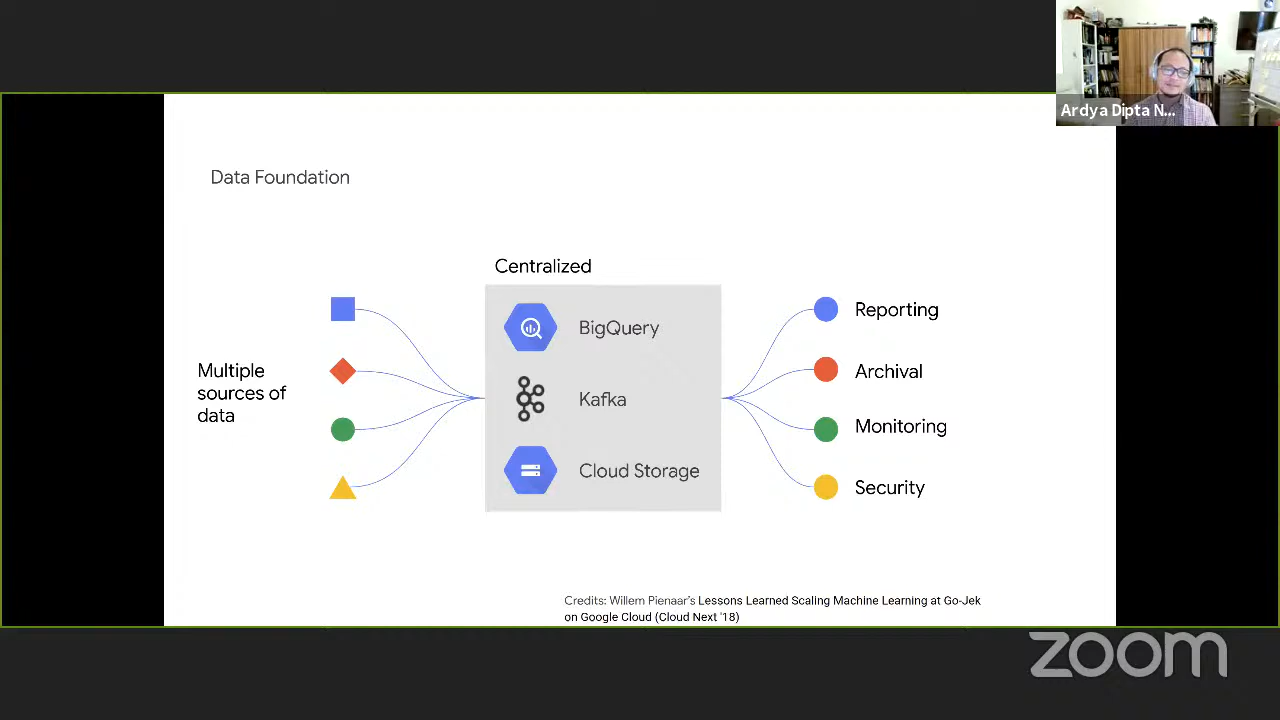 Ardya Dipta N...
Data Foundation
Centralized
Multiple
sources of
data
BigQuery
Kafka
Cloud Storage
Reporting
Archival
Monitoring
Security
Credits: Willem Pienaar's Lessons Learned Scaling Machine Learning at Go-Jek
on Google Cloud (Cloud Next '18)
zoom